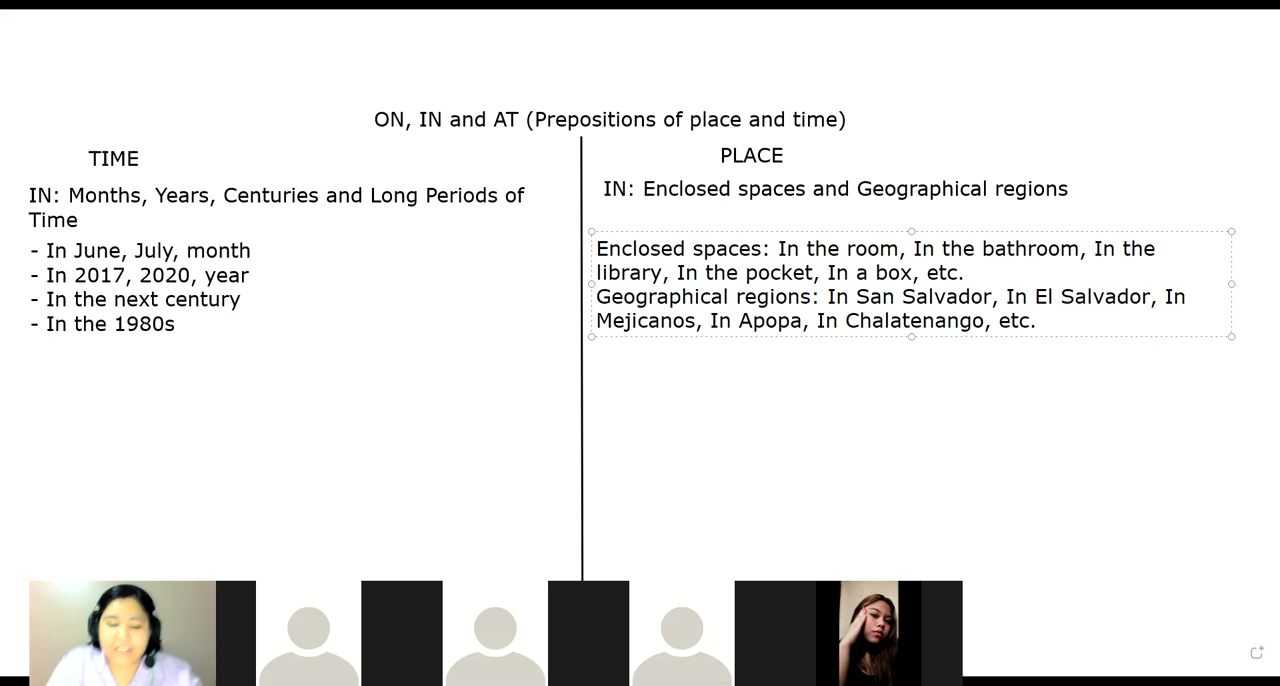 ON, IN and AT (Prepositions of place and time)
TIME
IN: Months, Years, Centuries and Long Periods of
Time
- In June, July, month
- In 2017, 2020, year
- In the next century
- In the 1980s
PLACE
IN: Enclosed spaces and Geographical regions
Enclosed spaces: In the room, In the bathroom, In the
library, In the pocket, In a box, etc.
Geographical regions: In San Salvador, In El Salvador, In
Mejicanos, In Apopa, In Chalatenango, etc.